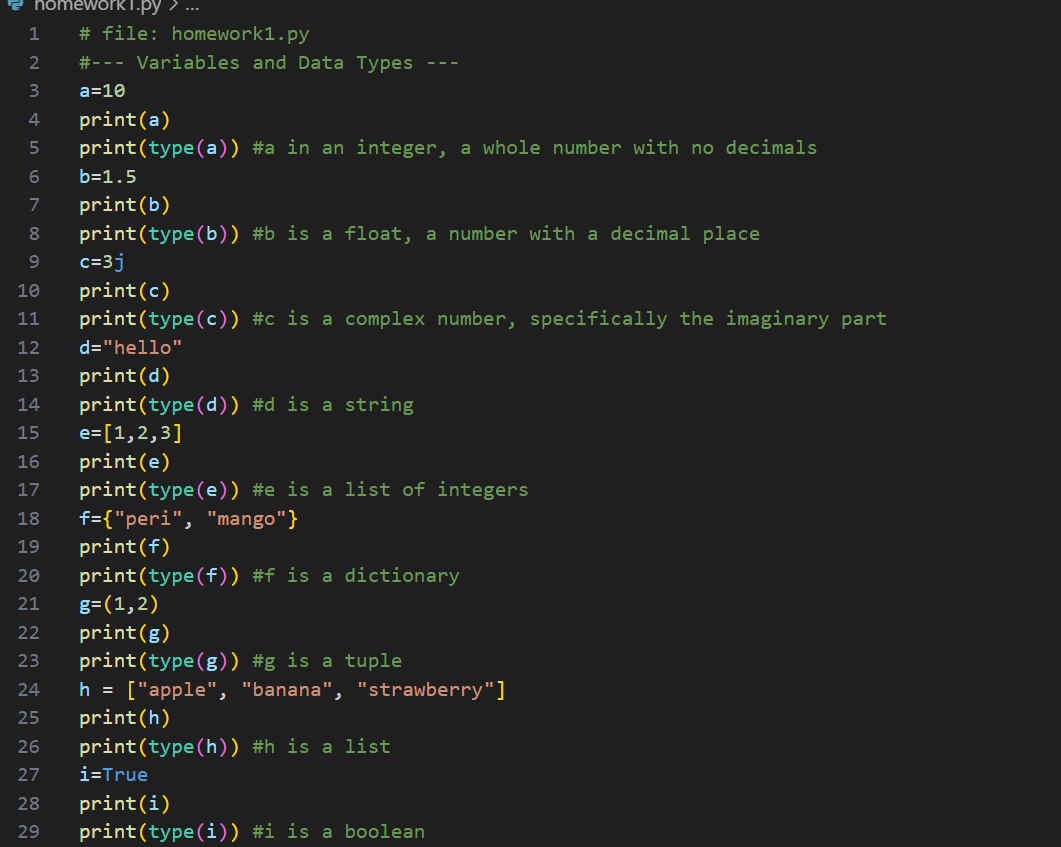 homework1.py > ...
1 # file: homework1.py
2 #--- Variables and Data Types ---
3 a=10
4 print(a)
5 print(type(a)) #a in an integer, a whole number with no decimals
6 b=1.5
7 print(b)
8 print(type(b)) #b is a float, a number with a decimal place
9 c=3j
10 print(c)
11 print(type(c)) #c is a complex number, specifically the imaginary part
12 d="hello"
13 print(d)
14 print(type(d)) #d is a string
15 e=[1,2,3]
16 print(e)
17 print(type(e)) #e is a list of integers
18 f={"peri", "mango"}
19 print(f)
20 print(type(f)) #f is a dictionary
21 g=(1,2)
22 print(g)
23 print(type(g)) #g is a tuple
24 h = ["apple", "banana", "strawberry"]
25 print(h)
26 print(type(h)) #h is a list
27 i=True
28 print(i)
29 print(type(i)) #i is a boolean